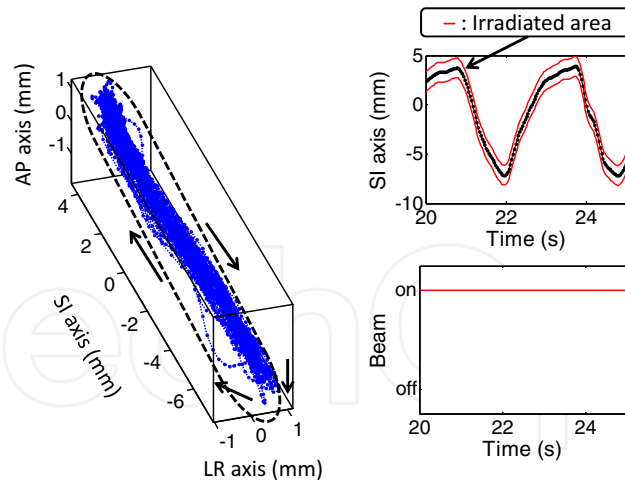 – : Irradiated area
1
0
-1
AP axis (mm)
4
2
0
-2
-4
-6
SI axis (mm)
-1
0
1
LR axis (mm)
5
0
-5
-10
SI axis (mm)
20
22
24
Time (s)
on
off
Beam
20
22
24
Time (s)